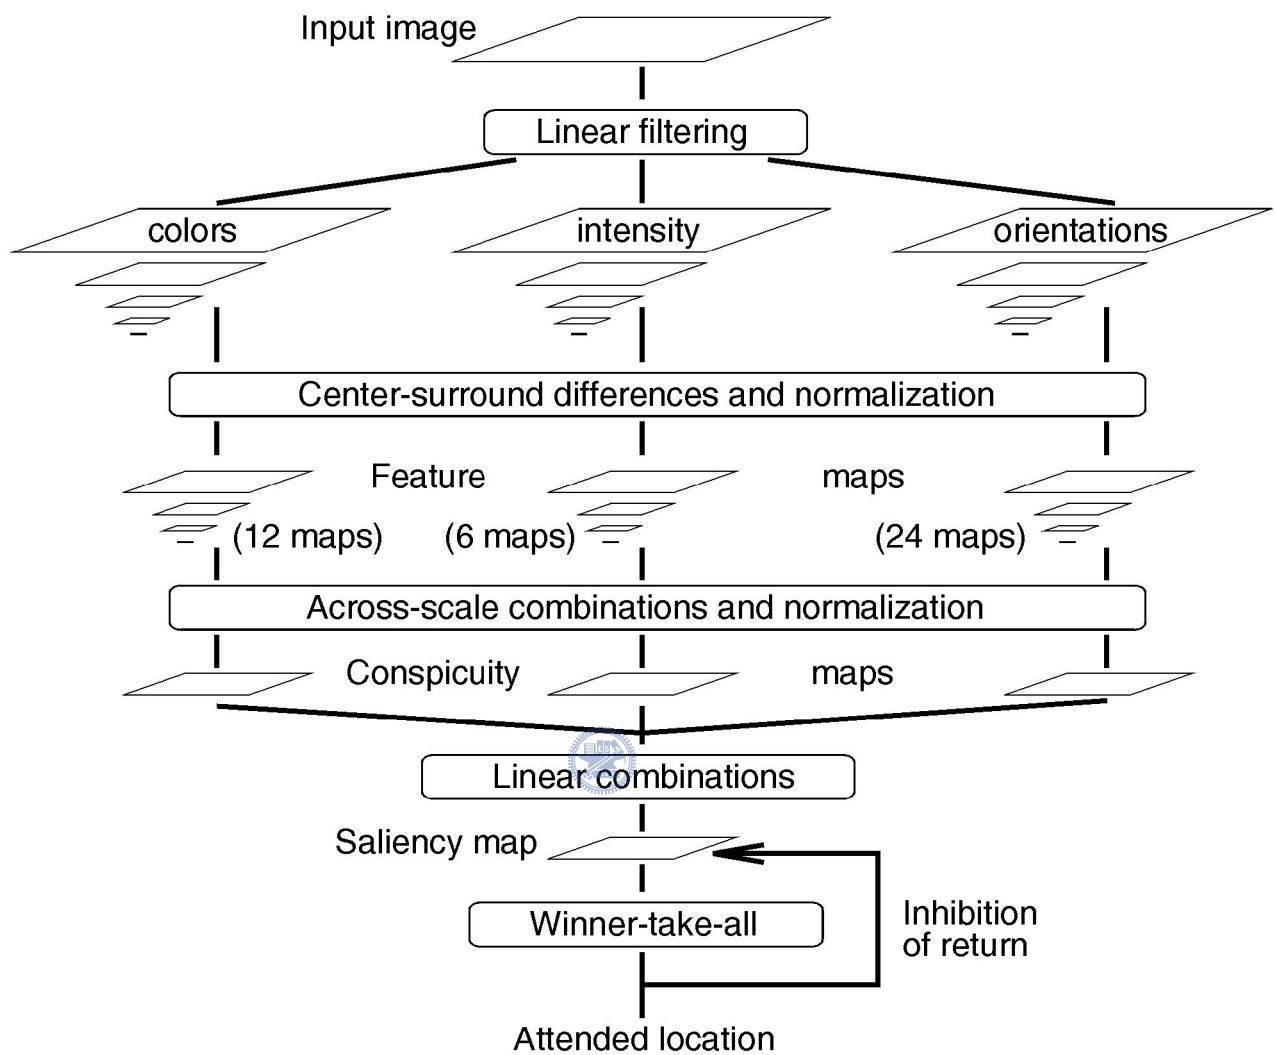 Input image
Linear filtering
colors
intensity
orientations
Center-surround differences and normalization
Feature maps
(12 maps)
(6 maps)
(24 maps)
Across-scale combinations and normalization
Conspicuity maps
Linear combinations
Saliency map
Winner-take-all
Inhibition
of return
Attended location